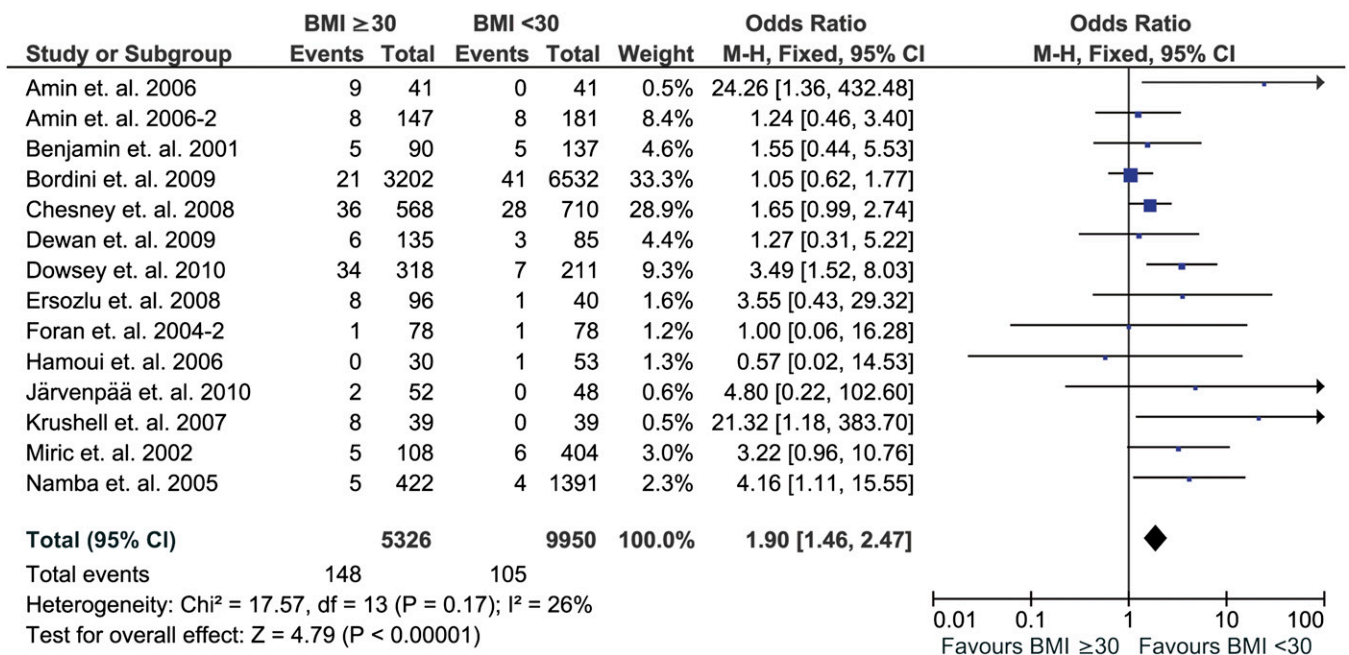 BMI ≥30 BMI <30 Odds Ratio Odds Ratio
Study or Subgroup Events Total Events Total Weight M-H, Fixed, 95% CI M-H, Fixed, 95% CI
Amin et. al. 2006 9 41 0 41 0.5% 24.26 [1.36, 432.48]
Amin et. al. 2006-2 8 147 8 181 8.4% 1.24 [0.46, 3.40]
Benjamin et. al. 2001 5 90 5 137 4.6% 1.55 [0.44, 5.53]
Bordini et. al. 2009 21 3202 41 6532 33.3% 1.05 [0.62, 1.77]
Chesney et. al. 2008 36 568 28 710 28.9% 1.65 [0.99, 2.74]
Dewan et. al. 2009 6 135 3 85 4.4% 1.27 [0.31, 5.22]
Dowsey et. al. 2010 34 318 7 211 9.3% 3.49 [1.52, 8.03]
Ersozlu et. al. 2008 8 96 1 40 1.6% 3.55 [0.43, 29.32]
Foran et. al. 2004-2 1 78 1 78 1.2% 1.00 [0.06, 16.28]
Hamoui et. al. 2006 0 30 1 53 1.3% 0.57 [0.02, 14.53]
Järvenpää et. al. 2010 2 52 0 48 0.6% 4.80 [0.22, 102.60]
Krushell et. al. 2007 8 39 0 39 0.5% 21.32 [1.18, 383.70]
Miric et. al. 2002 5 108 6 404 3.0% 3.22 [0.96, 10.76]
Namba et. al. 2005 5 422 4 1391 2.3% 4.16 [1.11, 15.55]
Total (95% CI) 5326 9950 100.0% 1.90 [1.46, 2.47]
Total events 148 105
Heterogeneity: Chi² = 17.57, df = 13 (P = 0.17); I² = 26%
Test for overall effect: Z = 4.79 (P < 0.00001)
0.01 0.1 1 10 100
Favours BMI ≥30 Favours BMI <30